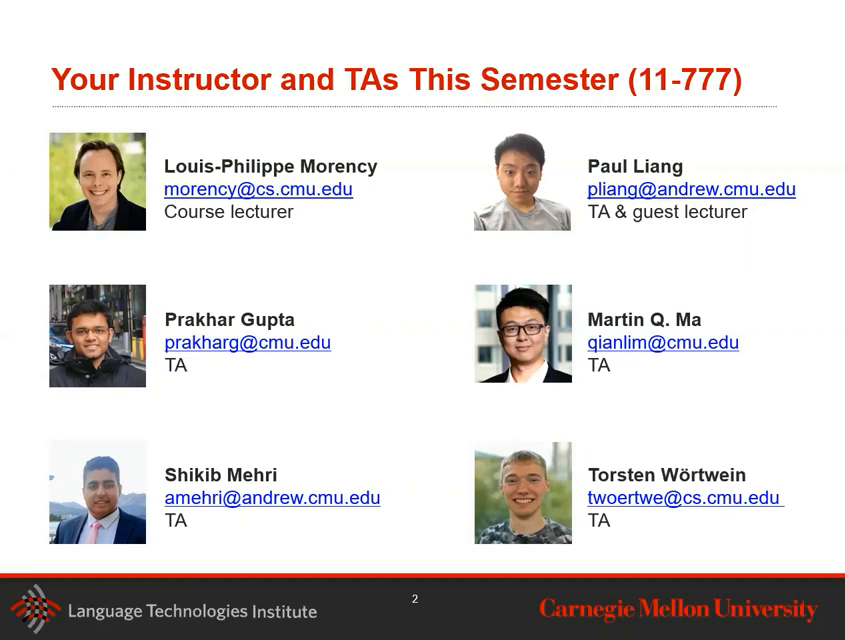 Your Instructor and TAs This Semester (11-777)
Louis-Philippe Morency
morency@cs.cmu.edu
Course lecturer
Paul Liang
pliang@andrew.cmu.edu
TA & guest lecturer
Prakhar Gupta
prakharg@cmu.edu
TA
Martin Q. Ma
qianlim@cmu.edu
TA
Shikib Mehri
amehri@andrew.cmu.edu
TA
Torsten Wörtwein
twoertwe@cs.cmu.edu
TA
Language Technologies Institute
2
Carnegie Mellon University